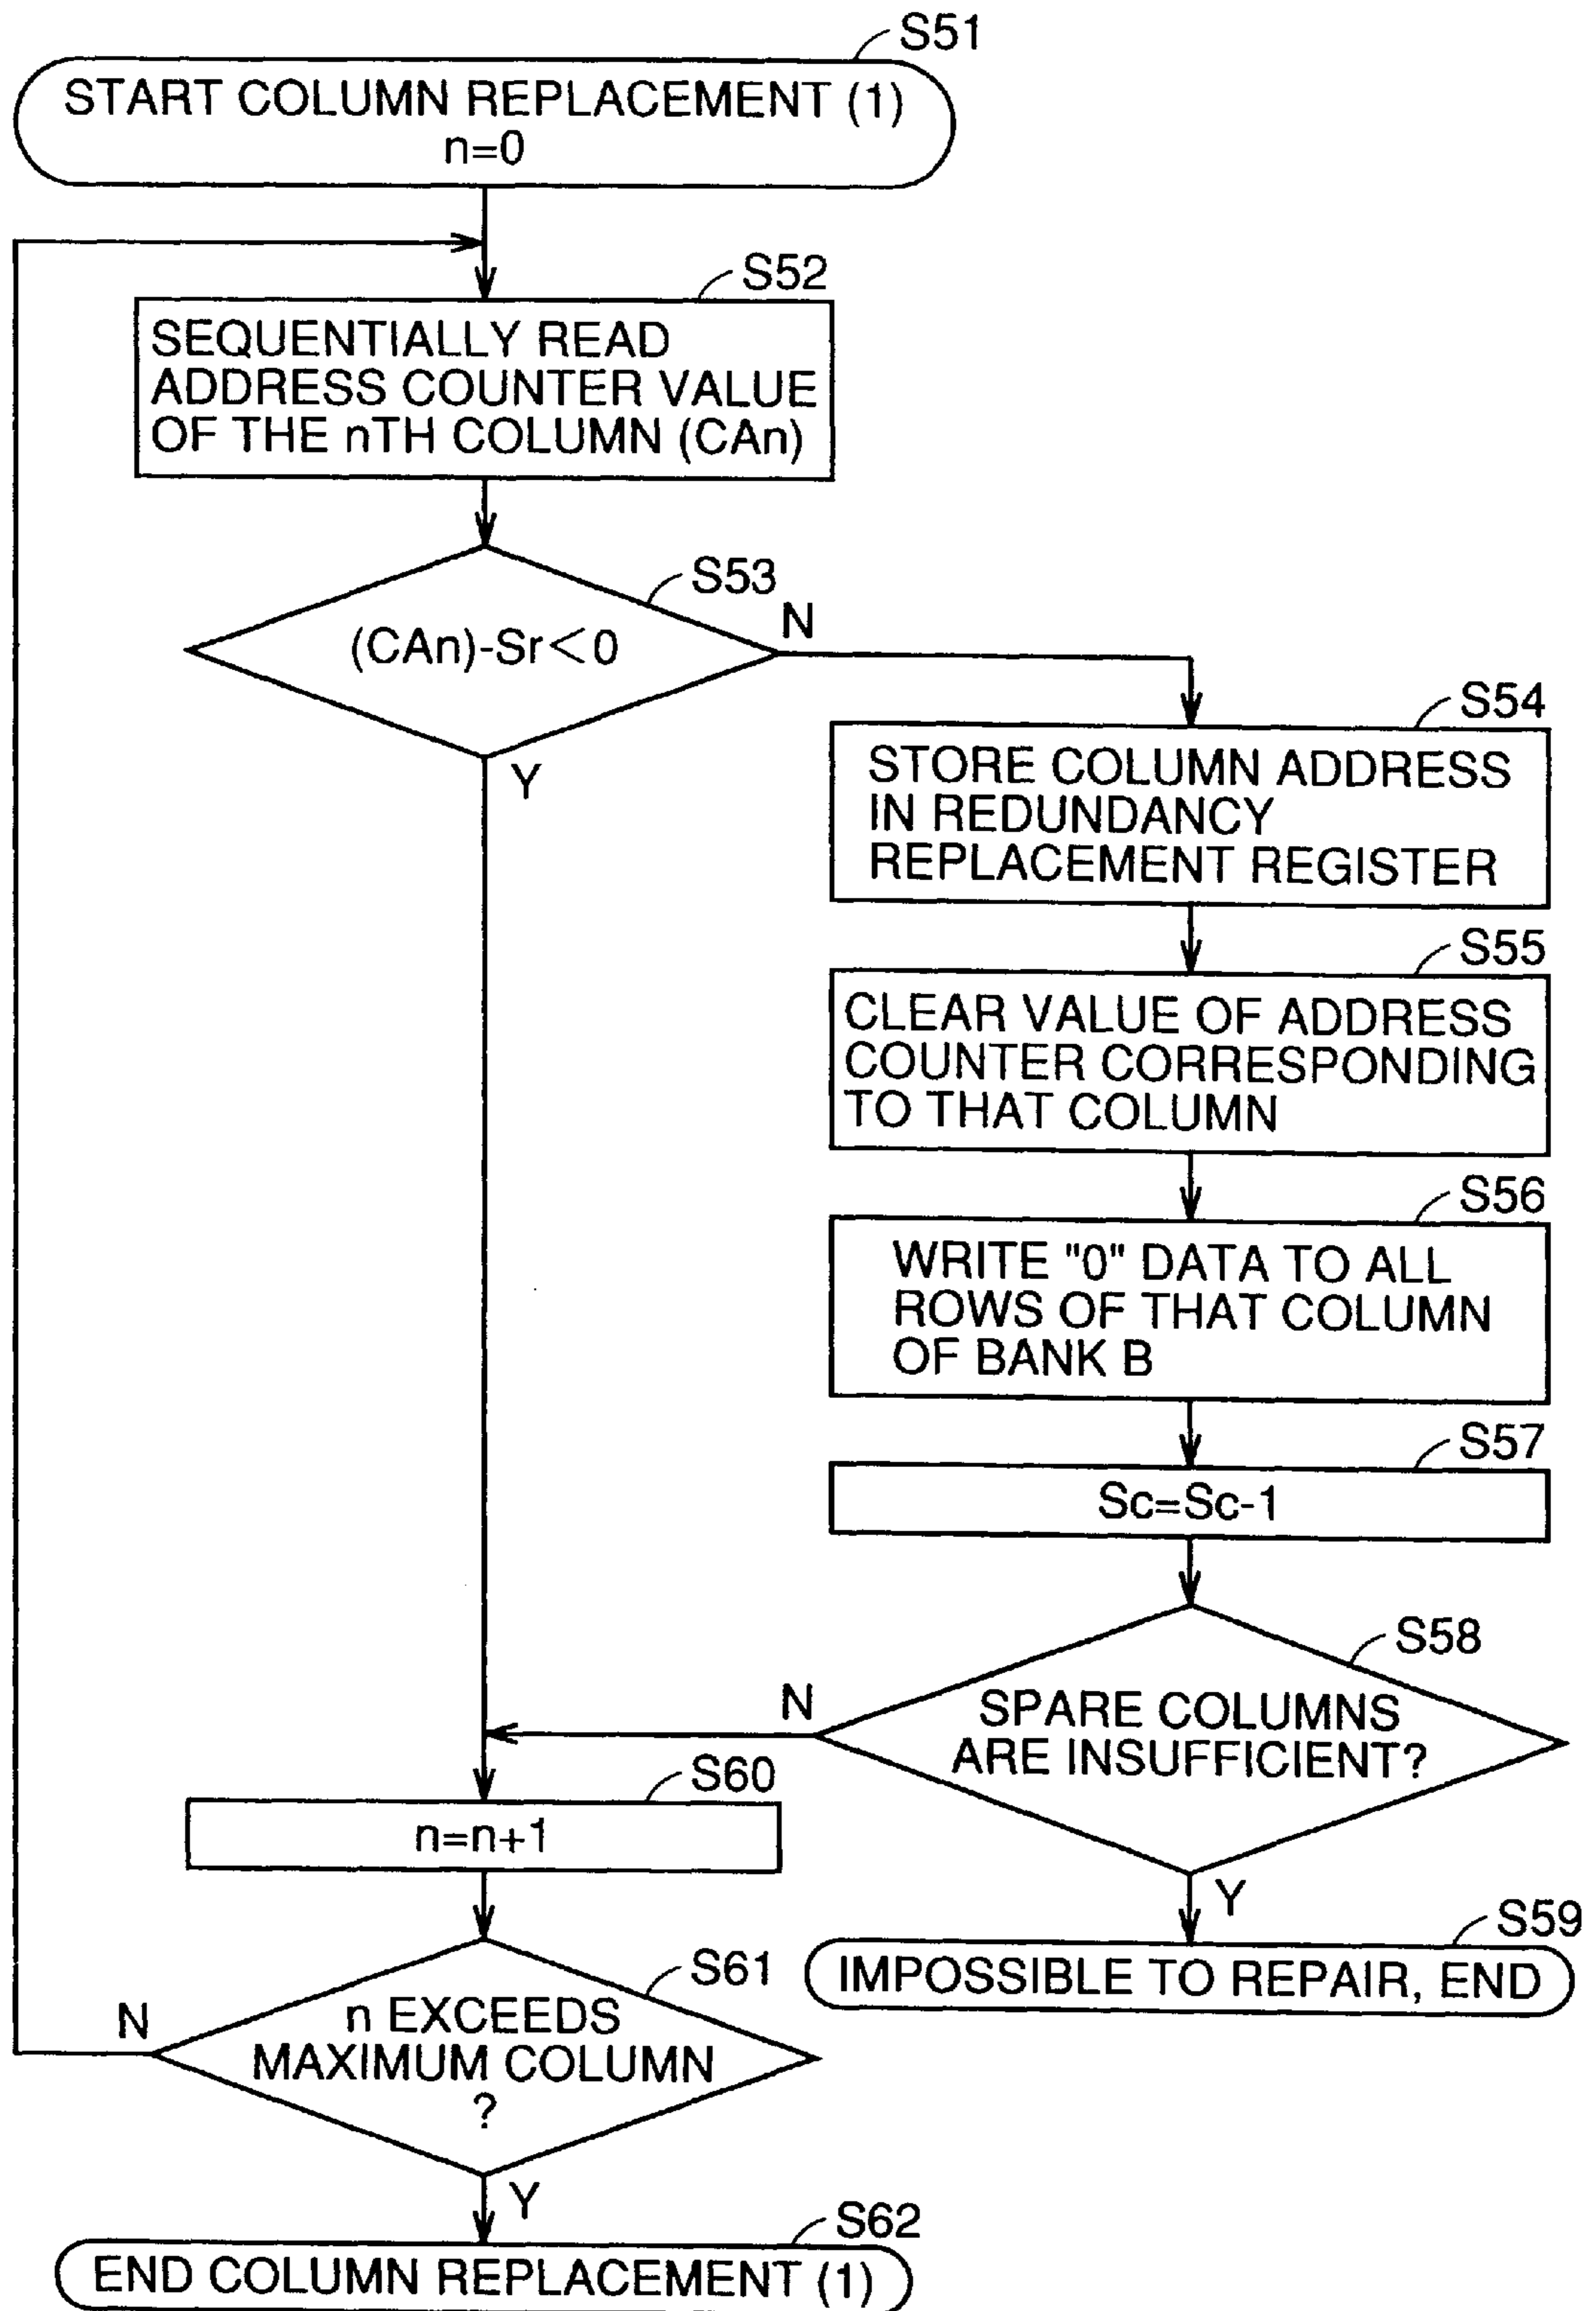 S51
START COLUMN REPLACEMENT (1)
n=0
S52
SEQUENTIALLY READ
ADDRESS COUNTER VALUE
OF THE nTH COLUMN (CAn)
S53
(CAn)-Sr<0
N
Y
S54
STORE COLUMN ADDRESS
IN REDUNDANCY
REPLACEMENT REGISTER
S55
CLEAR VALUE OF ADDRESS
COUNTER CORRESPONDING
TO THAT COLUMN
S56
WRITE "0" DATA TO ALL
ROWS OF THAT COLUMN
OF BANK B
S57
Sc=Sc-1
S58
SPARE COLUMNS
ARE INSUFFICIENT?
N
Y
S59
IMPOSSIBLE TO REPAIR, END
S60
n=n+1
S61
n EXCEEDS
MAXIMUM COLUMN
?
N
Y
S62
END COLUMN REPLACEMENT (1)